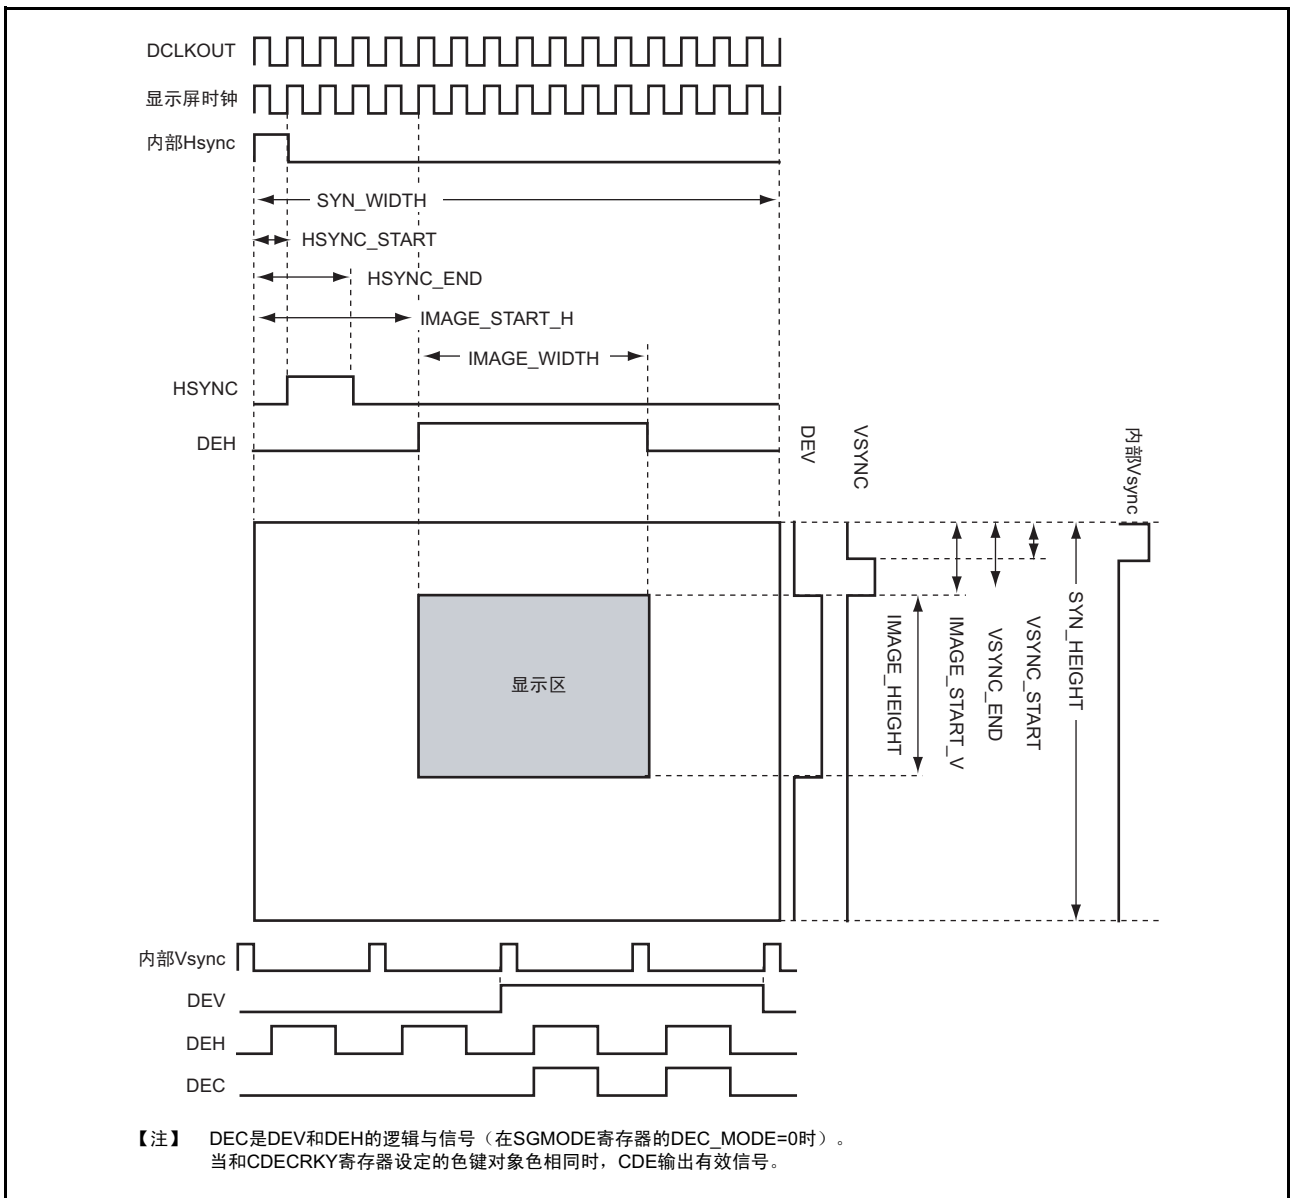 DCLKOUT
显示屏时钟
内部Hsync
SYN_WIDTH
HSYNC_START
HSYNC_END
IMAGE_START_H
IMAGE_WIDTH
HSYNC
DEH
DEV
VSYNC
内部Vsync
显示区
IMAGE_HEIGHT
IMAGE_START_V
VSYNC_END
VSYNC_START
SYN_HEIGHT
内部Vsync
DEV
DEH
DEC
【注】 DEC是DEV和DEH的逻辑与信号（在SGMODE寄存器的DEC_MODE=0时）。
当和CDECRKY寄存器设定的色键对象色相同时，CDE输出有效信号。